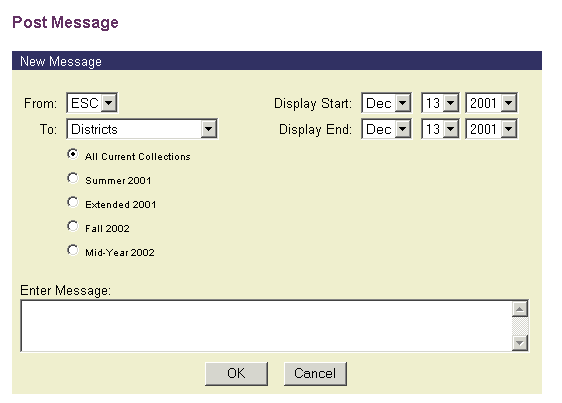 Post Message
New Message
From: ESC Display Start: Dec 13 2001
To: Districts Display End: Dec 13 2001
All Current Collections
Summer 2001
Extended 2001
Fall 2002
Mid-Year 2002
Enter Message:
OK Cancel